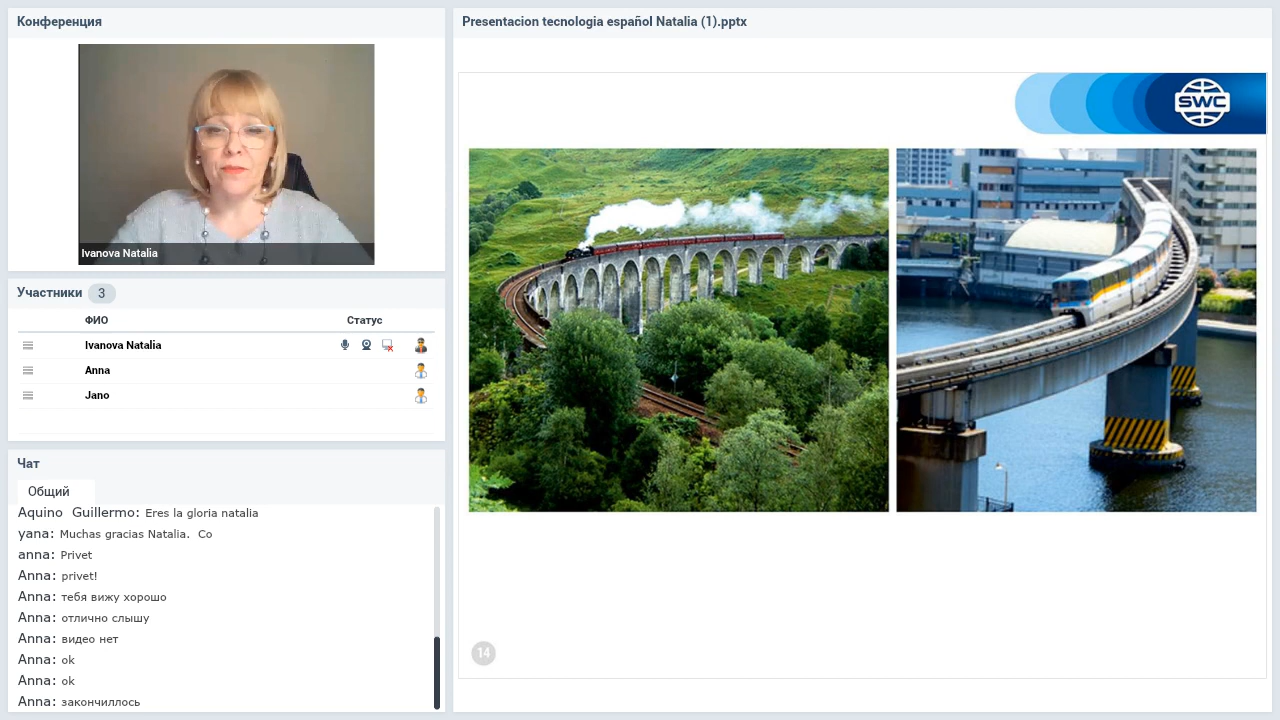 Конференция
Ivanova Natalia
Участники 3
ФИО Статус
Ivanova Natalia
Anna
Jano
Чат
Общий
Aquino Guillermo: Eres la gloria natalia
yana: Muchas gracias Natalia. Co
anna: Privet
Anna: privet!
Anna: тебя вижу хорошо
Anna: отлично слышу
Anna: видео нет
Anna: ok
Anna: ok
Anna: закончиллось
Presentacion tecnologia español Natalia (1).pptx
SWC
14